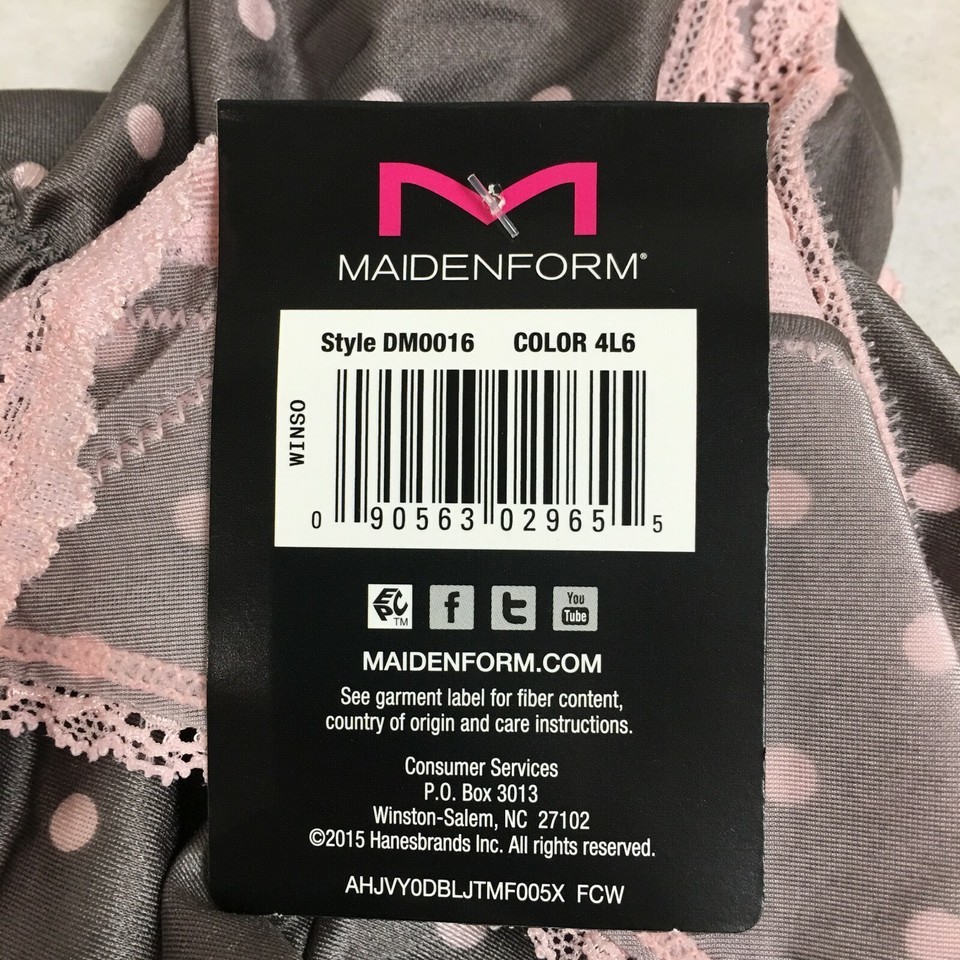 MAIDENFORM®
Style DM0016 COLOR 4L6
WINSO
0 90563 02965 5
EPC TM
f t You Tube
MAIDENFORM.COM
See garment label for fiber content,
country of origin and care instructions.
Consumer Services
P.O. Box 3013
Winston-Salem, NC 27102
©2015 Hanesbrands Inc. All rights reserved.
AHJVY0DBLJTMF005X FCW